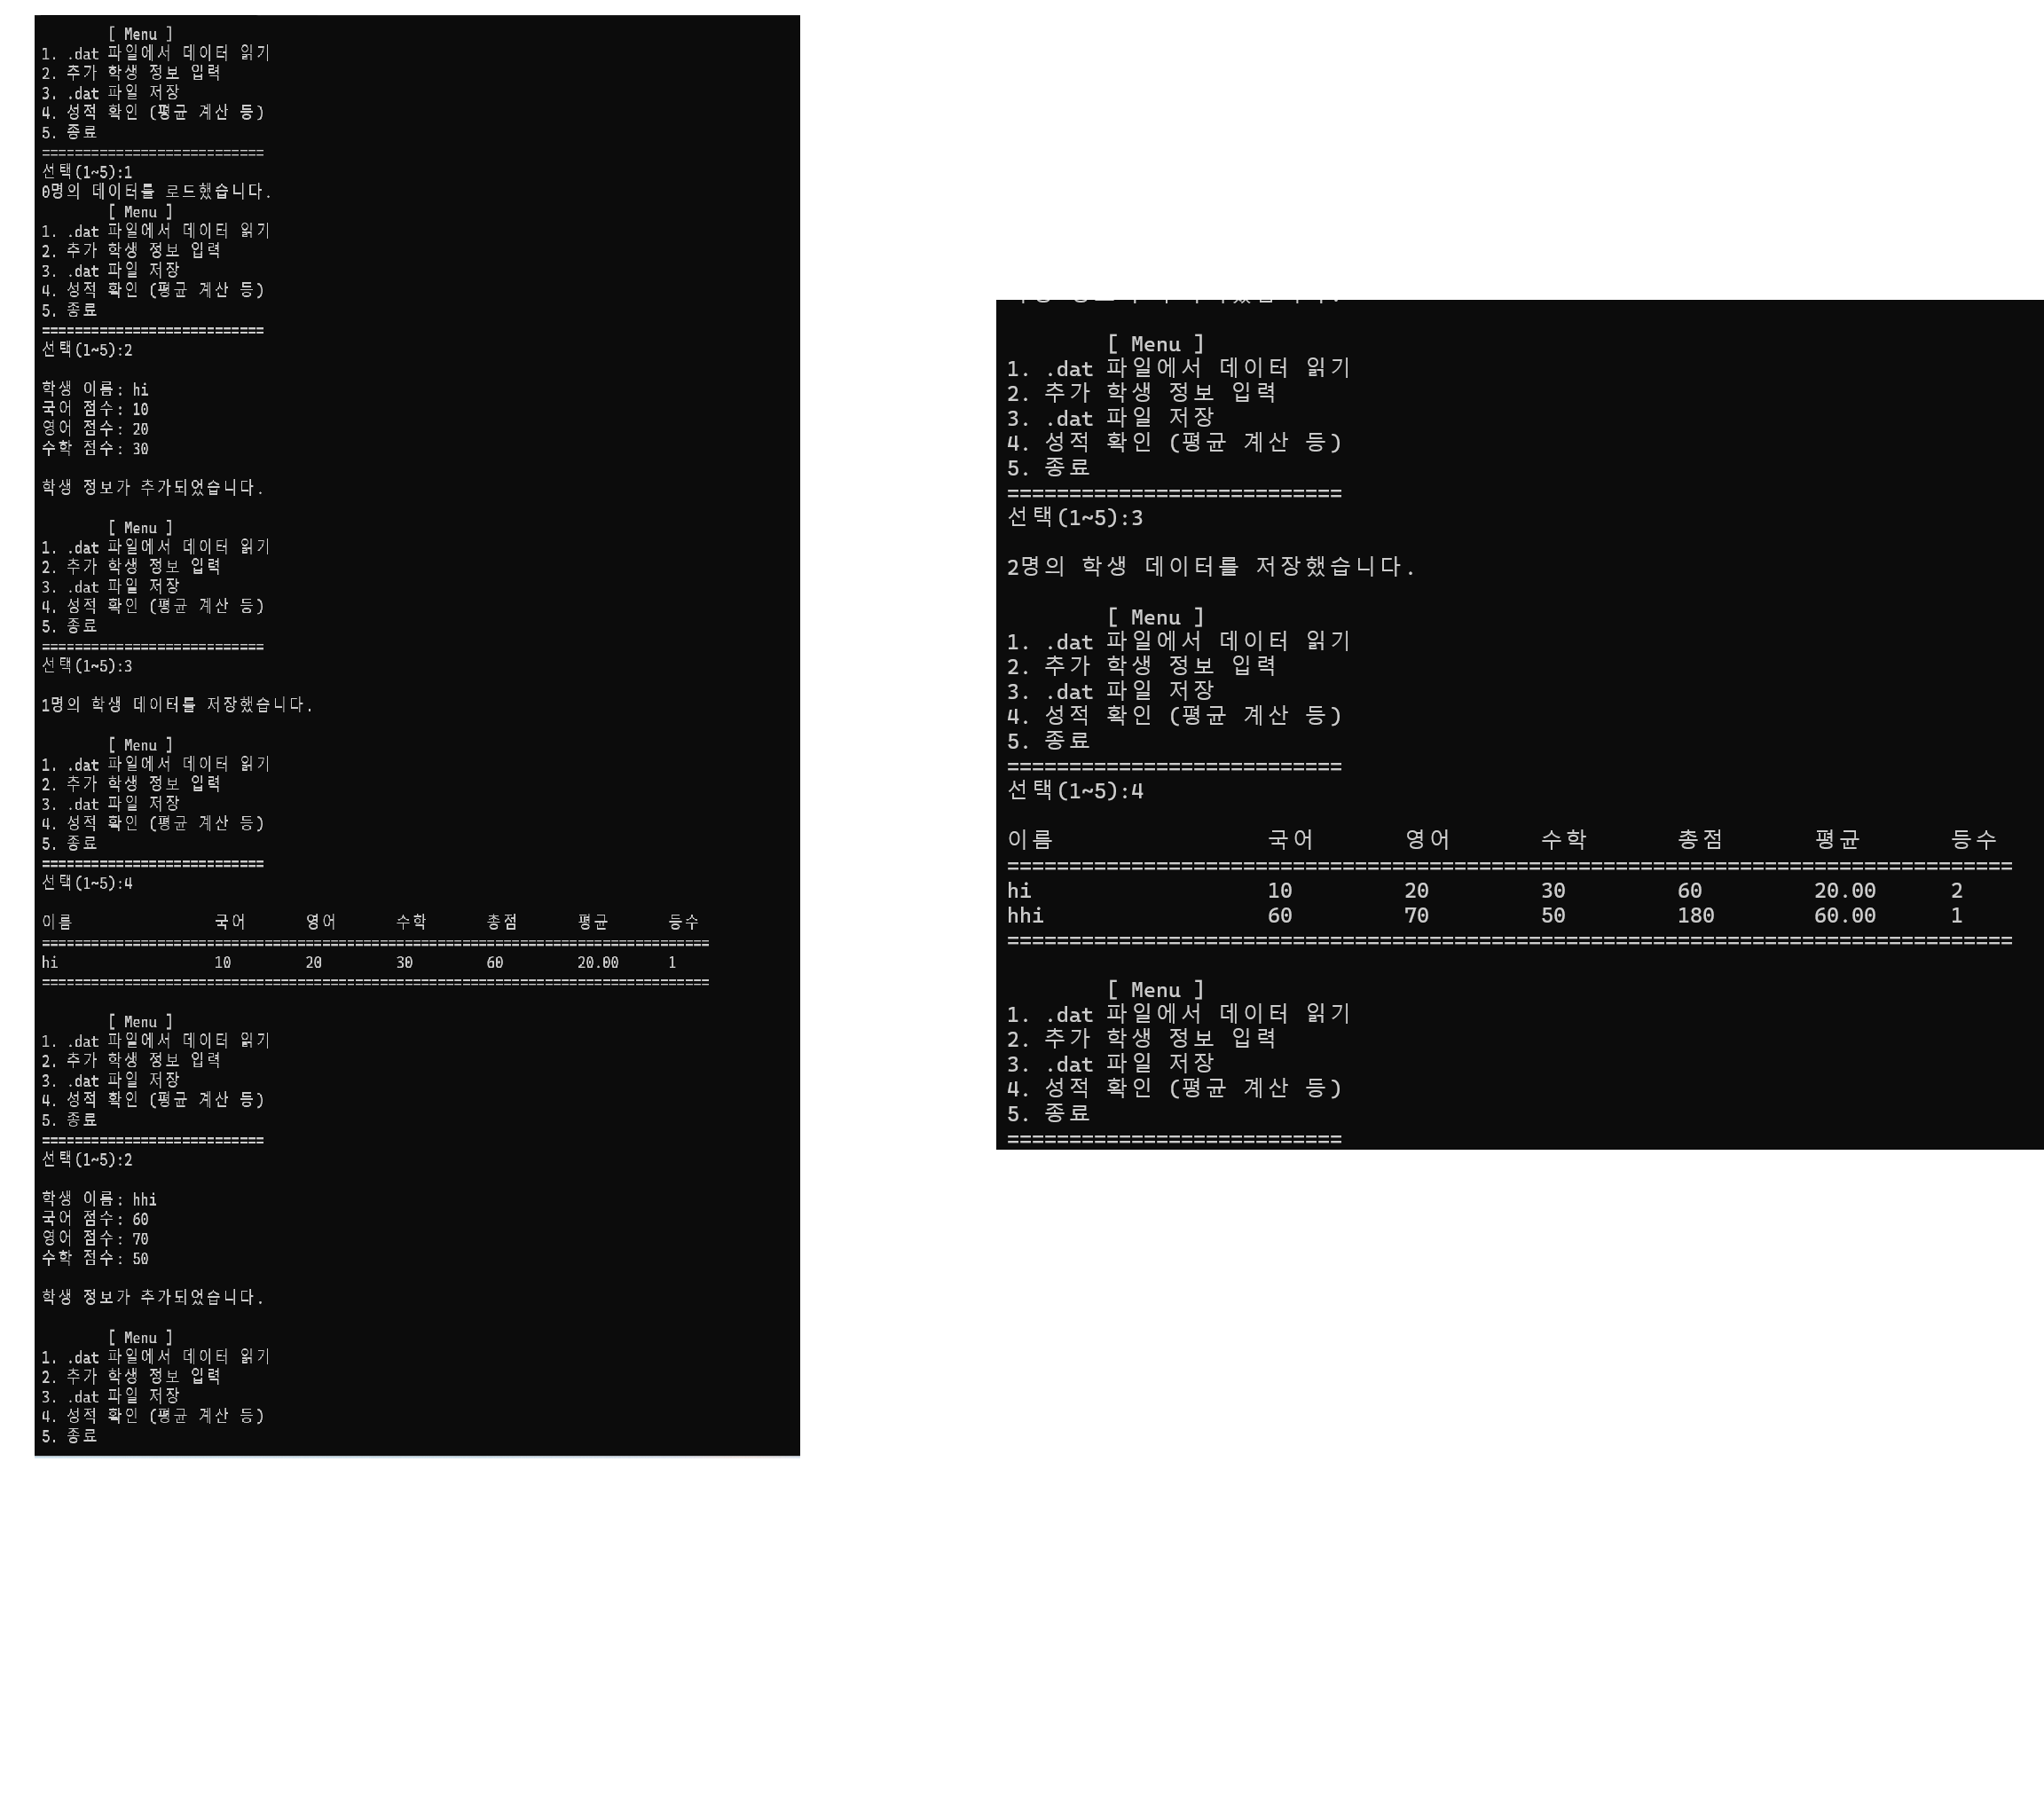 [ Menu ]
1. .dat 파일에서 데이터 읽기
2. 추가 학생 정보 입력
3. .dat 파일 저장
4. 성적 확인 (평균 계산 등)
5. 종료
===========================
선택(1~5):1
0명의 데이터를 로드했습니다.
[ Menu ]
1. .dat 파일에서 데이터 읽기
2. 추가 학생 정보 입력
3. .dat 파일 저장
4. 성적 확인 (평균 계산 등)
5. 종료
===========================
선택(1~5):2
학생 이름: hi
국어 점수: 10
영어 점수: 20
수학 점수: 30
학생 정보가 추가되었습니다.
[ Menu ]
1. .dat 파일에서 데이터 읽기
2. 추가 학생 정보 입력
3. .dat 파일 저장
4. 성적 확인 (평균 계산 등)
5. 종료
===========================
선택(1~5):3
1명의 학생 데이터를 저장했습니다.
[ Menu ]
1. .dat 파일에서 데이터 읽기
2. 추가 학생 정보 입력
3. .dat 파일 저장
4. 성적 확인 (평균 계산 등)
5. 종료
===========================
선택(1~5):4
이름 국어 영어 수학 총점 평균 등수
=================================================================================
hi 10 20 30 60 20.00 1
=================================================================================
[ Menu ]
1. .dat 파일에서 데이터 읽기
2. 추가 학생 정보 입력
3. .dat 파일 저장
4. 성적 확인 (평균 계산 등)
5. 종료
===========================
선택(1~5):2
학생 이름: hhi
국어 점수: 60
영어 점수: 70
수학 점수: 50
학생 정보가 추가되었습니다.
[ Menu ]
1. .dat 파일에서 데이터 읽기
2. 추가 학생 정보 입력
3. .dat 파일 저장
4. 성적 확인 (평균 계산 등)
5. 종료
[ Menu ]
1. .dat 파일에서 데이터 읽기
2. 추가 학생 정보 입력
3. .dat 파일 저장
4. 성적 확인 (평균 계산 등)
5. 종료
===========================
선택(1~5):3
2명의 학생 데이터를 저장했습니다.
[ Menu ]
1. .dat 파일에서 데이터 읽기
2. 추가 학생 정보 입력
3. .dat 파일 저장
4. 성적 확인 (평균 계산 등)
5. 종료
===========================
선택(1~5):4
이름 국어 영어 수학 총점 평균 등수
=================================================================================
hi 10 20 30 60 20.00 2
hhi 60 70 50 180 60.00 1
=================================================================================
[ Menu ]
1. .dat 파일에서 데이터 읽기
2. 추가 학생 정보 입력
3. .dat 파일 저장
4. 성적 확인 (평균 계산 등)
5. 종료
===========================